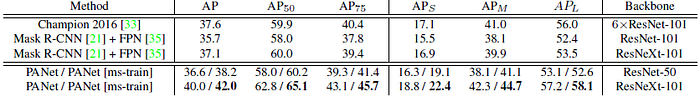 Method AP AP50 AP75 APS APM APL Backbone
Champion 2016 [33] 37.6 59.9 40.4 17.1 41.0 56.0 6×ResNet-101
Mask R-CNN [21] + FPN [35] 35.7 58.0 37.8 15.5 38.1 52.4 ResNet-101
Mask R-CNN [21] + FPN [35] 37.1 60.0 39.4 16.9 39.9 53.5 ResNeXt-101
PANet / PANet [ms-train] 36.6 / 38.2 58.0 / 60.2 39.3 / 41.4 16.3 / 19.1 38.1 / 41.1 53.1 / 52.6 ResNet-50
PANet / PANet [ms-train] 40.0 / 42.0 62.8 / 65.1 43.1 / 45.7 18.8 / 22.4 42.3 / 44.7 57.2 / 58.1 ResNeXt-101